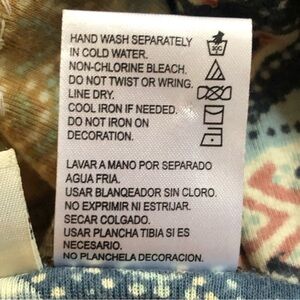 HAND WASH SEPARATELY
IN COLD WATER.
NON-CHLORINE BLEACH.
DO NOT TWIST OR WRING.
LINE DRY.
COOL IRON IF NEEDED.
DO NOT IRON ON
DECORATION.
LAVAR A MANO POR SEPARADO
AGUA FRIA.
USAR BLANQEADOR SIN CLORO.
NO EXPRIMIR NI ESTRIJAR.
SECAR COLGADO.
USAR PLANCHA TIBIA SI ES
NECESARIO.
NO PLANCHELA DECORACION.